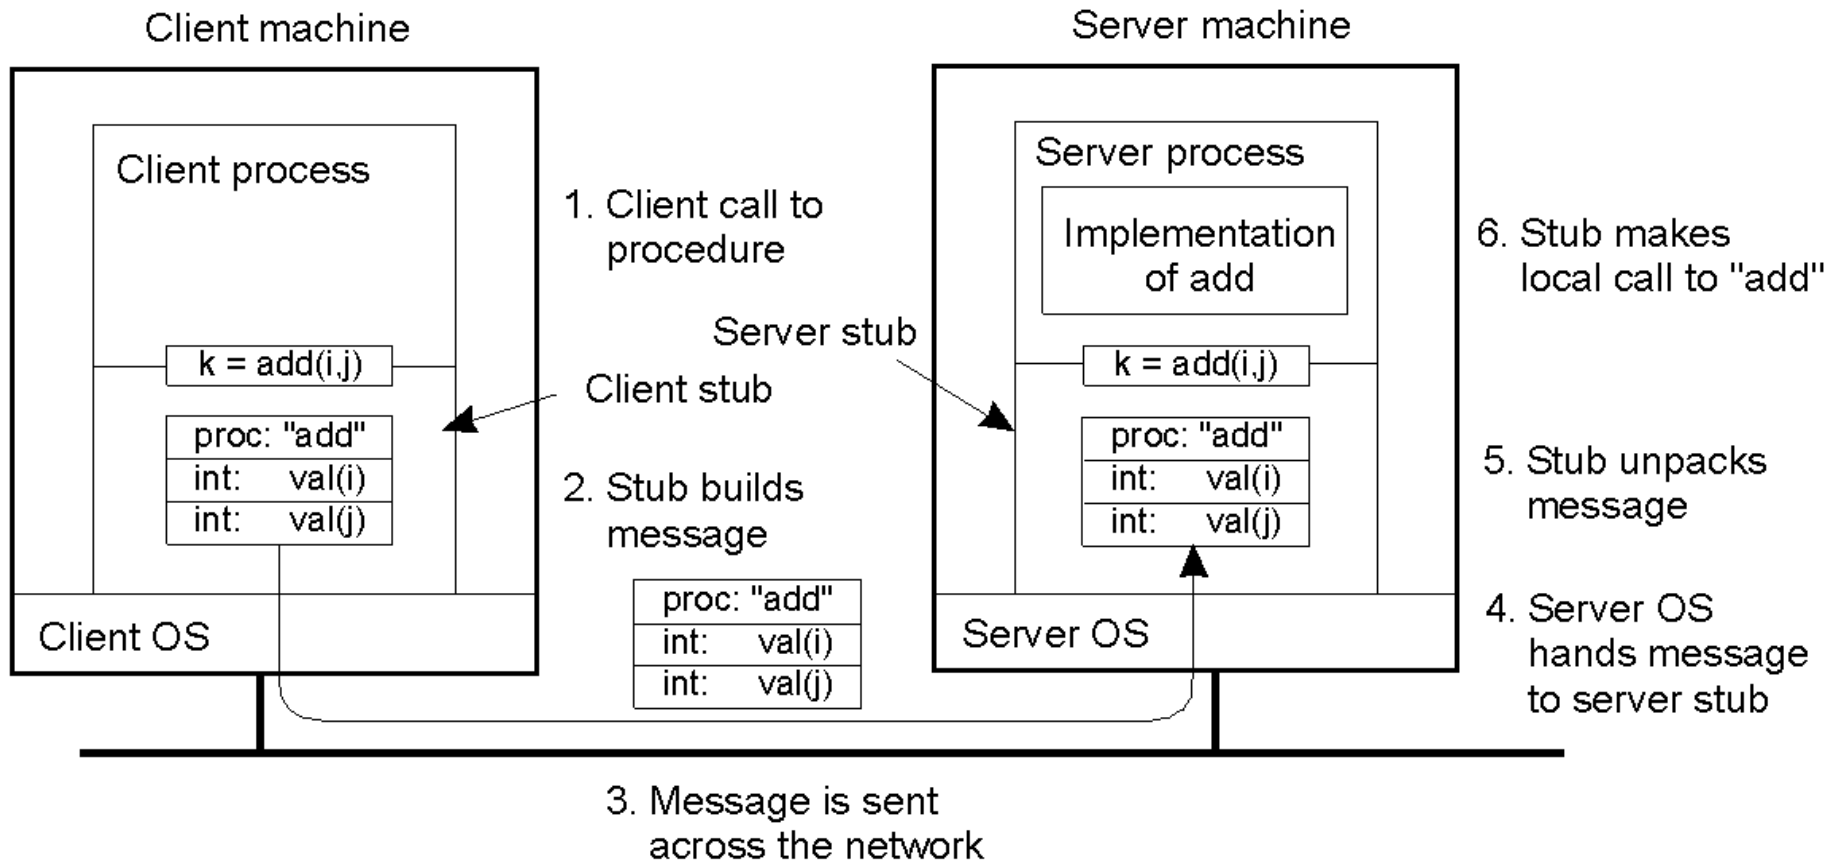 Client machine
Server machine
Client process
1. Client call to
procedure
Server process
Implementation
of add
6. Stub makes
local call to "add"
Server stub
k = add(i,j)
k = add(i,j)
Client stub
proc: "add"
int: val(i)
int: val(j)
2. Stub builds
message
proc: "add"
int: val(i)
int: val(j)
proc: "add"
int: val(i)
int: val(j)
5. Stub unpacks
message
Client OS
Server OS
4. Server OS
hands message
to server stub
3. Message is sent
across the network